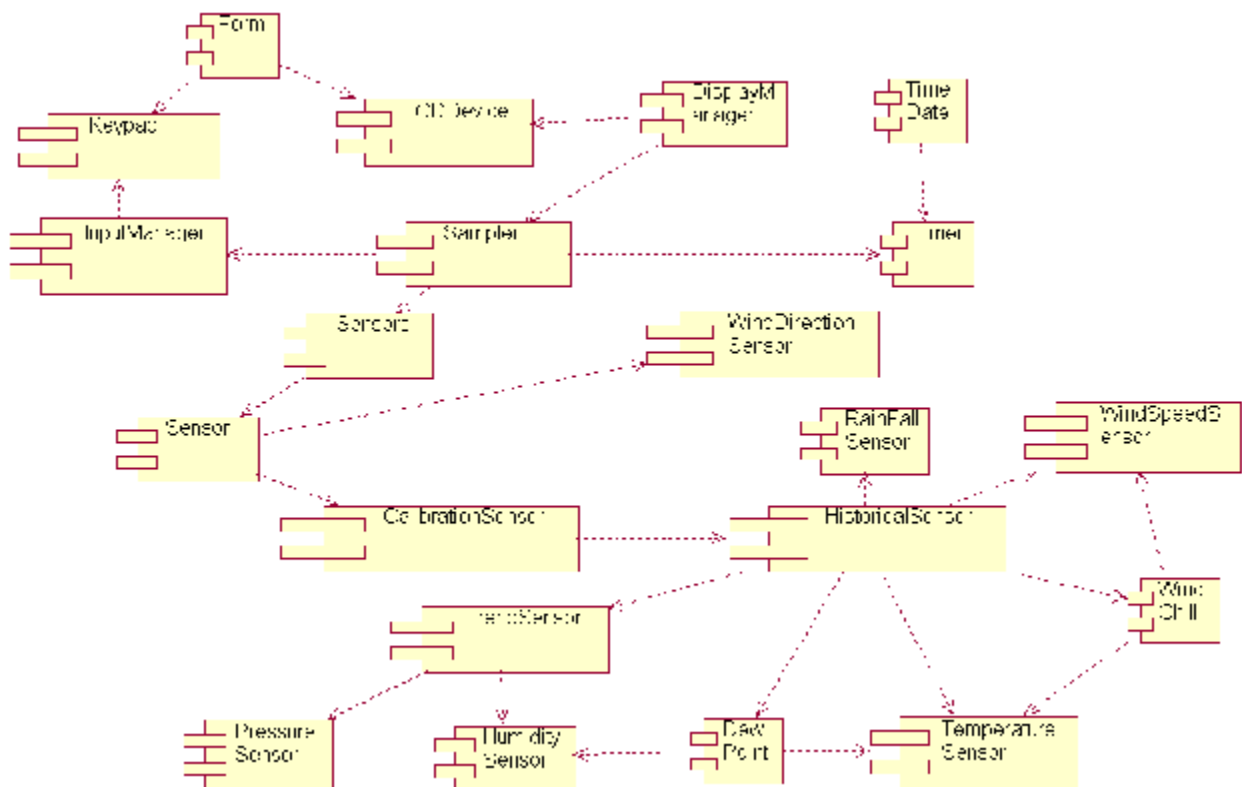 Form
Keypad
LCDDevice
DisplayM
anager
Time
Date
InputManager
Sampler
Timer
Sensors
WindDirection
Sensor
Sensor
RainFall
Sensor
WindSpeedS
ensor
CalibrationSensor
HistoricalSensor
TrendSensor
Wind
Chill
Pressure
Sensor
Humidity
Sensor
Dew
Point
Temperature
Sensor